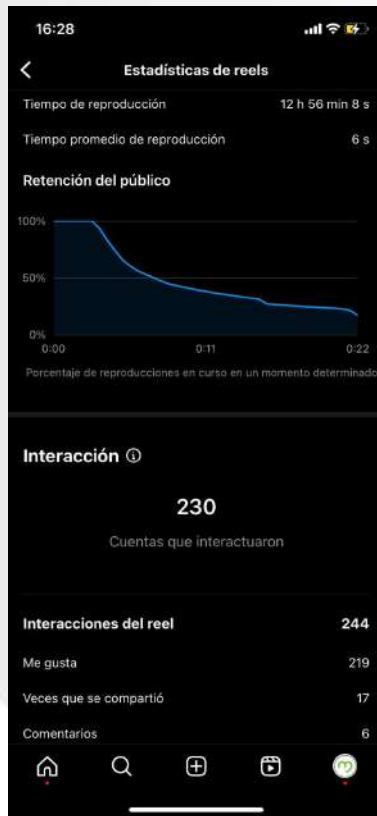 16:28
Estadísticas de reels
Tiempo de reproducción 12 h 56 min 8 s
Tiempo promedio de reproducción 6 s
Retención del público
100%
50%
0%
0:00 0:11 0:22
Porcentaje de reproducciones en curso en un momento determinado
Interacción
230
Cuentas que interactuaron
Interacciones del reel 244
Me gusta 219
Veces que se compartió 17
Comentarios 6